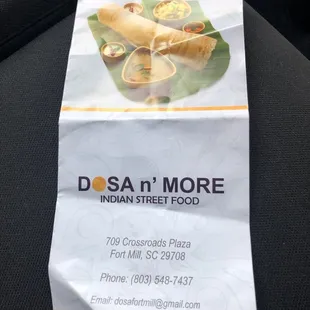 DOSA n' MORE
INDIAN STREET FOOD
709 Crossroads Plaza
Fort Mill, SC 29708
Phone: (803) 548-7437
Email: dosafortmill@gmail.com